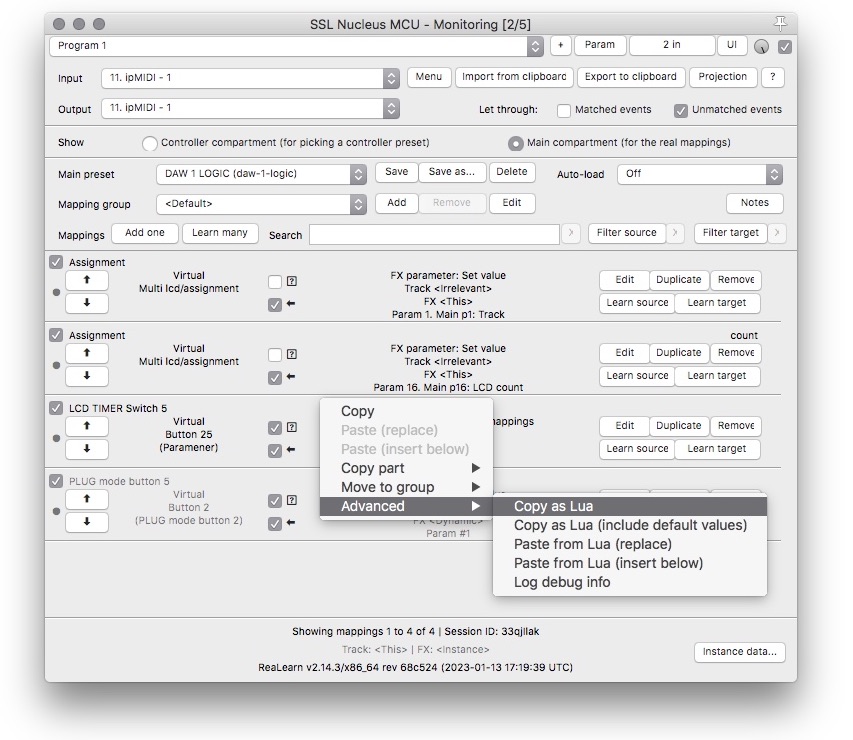 SSL Nucleus MCU - Monitoring [2/5]
Program 1 + Param 2 in UI
Input 11. ipMIDI - 1 Menu Import from clipboard Export to clipboard Projection ?
Output 11. ipMIDI - 1 Let through: Matched events Unmatched events
Show Controller compartment (for picking a controller preset) Main compartment (for the real mappings)
Main preset DAW 1 LOGIC (daw-1-logic) Save Save as... Delete Auto-load Off
Mapping group <Default> Add Remove Edit Notes
Mappings Add one Learn many Search > Filter source > Filter target >
Assignment
Virtual
Multi lcd/assignment
?
FX parameter: Set value
Track <Irrelevant>
FX <This>
Param 1. Main p1: Track
Edit Duplicate Remove
Learn source Learn target
Assignment count
Virtual
Multi lcd/assignment
?
FX parameter: Set value
Track <Irrelevant>
FX <This>
Param 16. Main p16: LCD count
Edit Duplicate Remove
Learn source Learn target
LCD TIMER Switch 5
Virtual
Button 25
(Paramener)
?
mappings
Edit Duplicate Remove
Learn source Learn target
PLUG mode button 5
Virtual
Button 2
(PLUG mode button 2)
?
FX <Dynamic>
Param #1
Copy
Paste (replace)
Paste (insert below)
Copy part
Move to group
Advanced
Copy as Lua
Copy as Lua (include default values)
Paste from Lua (replace)
Paste from Lua (insert below)
Log debug info
Showing mappings 1 to 4 of 4 | Session ID: 33qjIlak
Track: <This> | FX: <Instance>
Instance data...
ReaLearn v2.14.3/x86_64 rev 68c524 (2023-01-13 17:19:39 UTC)